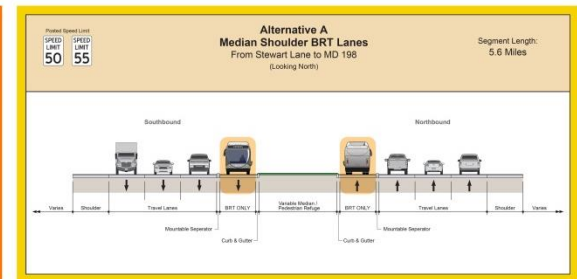 Posted Speed Limit
SPEED LIMIT 50
SPEED LIMIT 55
Alternative A
Median Shoulder BRT Lanes
From Stewart Lane to MD 198
(Looking North)
Segment Length:
5.6 Miles
Southbound
Northbound
Varies
Shoulder
Travel Lanes
BRT ONLY
Variable Median /
Pedestrian Refuge
BRT ONLY
Travel Lanes
Shoulder
Varies
Mountable Seperator
Curb & Gutter
Curb & Gutter
Mountable Seperator